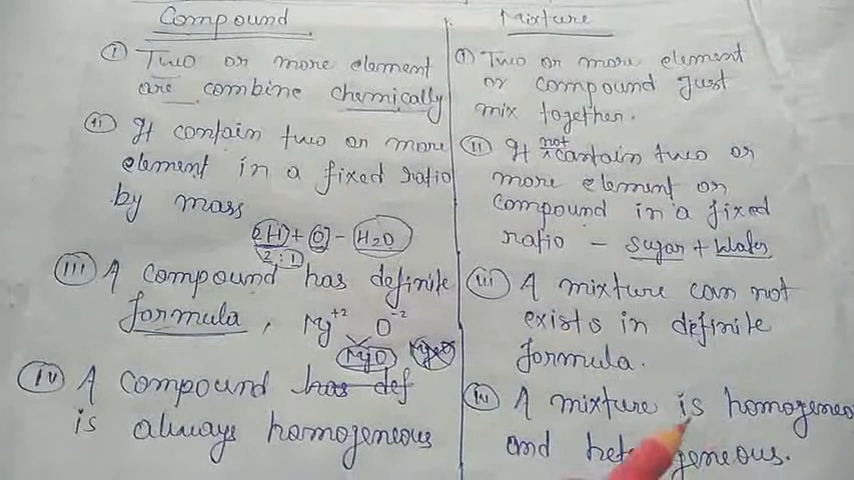 Compound
(i) Two or more element
are combine chemically
(ii) It contain two or more
element in a fixed ratio
by mass
2H + O - H₂O
2 : 1
(iii) A compound has definite
formula, Mg⁺² O⁻²
MgO
(iv) A compound has def
is always homogeneous
Mixture
(i) Two or more element
or compound Just
mix together.
(ii) It not contain two or
more element or
compound in a fixed
ratio - Sugar + Water
(iii) A mixture can not
exists in definite
formula.
(iv) A mixture is homogeneo
and